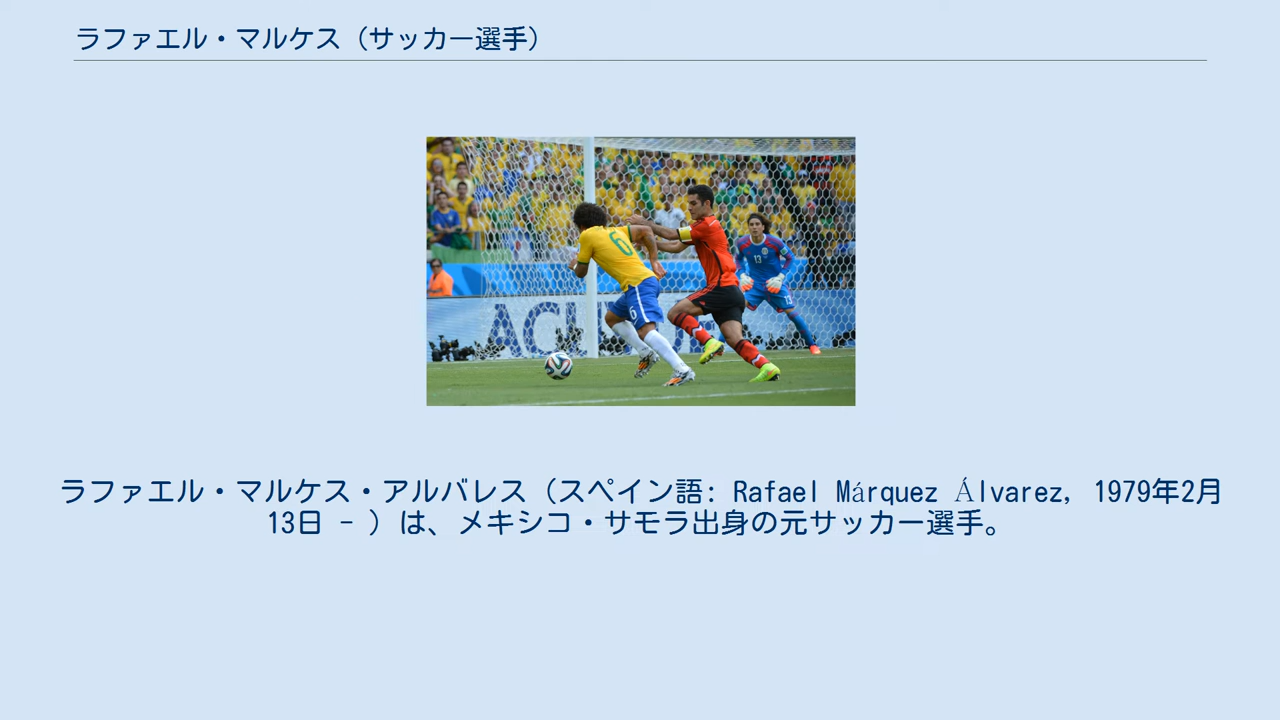 ラファエル・マルケス（サッカー選手）
6
13
6
ラファエル・マルケス・アルバレス（スペイン語: Rafael Márquez Álvarez, 1979年2月
13日 - ）は、メキシコ・サモラ出身の元サッカー選手。